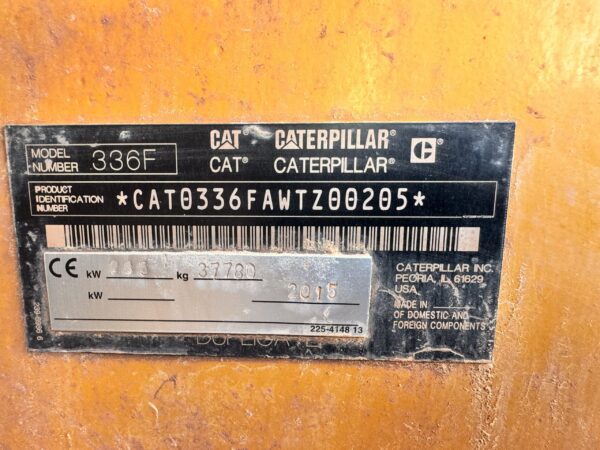 CAT® CATERPILLAR®
MODEL NUMBER 336F CAT® CATERPILLAR® C
PRODUCT IDENTIFICATION NUMBER *CAT0336FAWTZ00205*
CE kW kg 37780
kW 2015
225-4148 13
CATERPILLAR INC.
PEORIA, IL 61629
USA
MADE IN
OF DOMESTIC AND
FOREIGN COMPONENTS